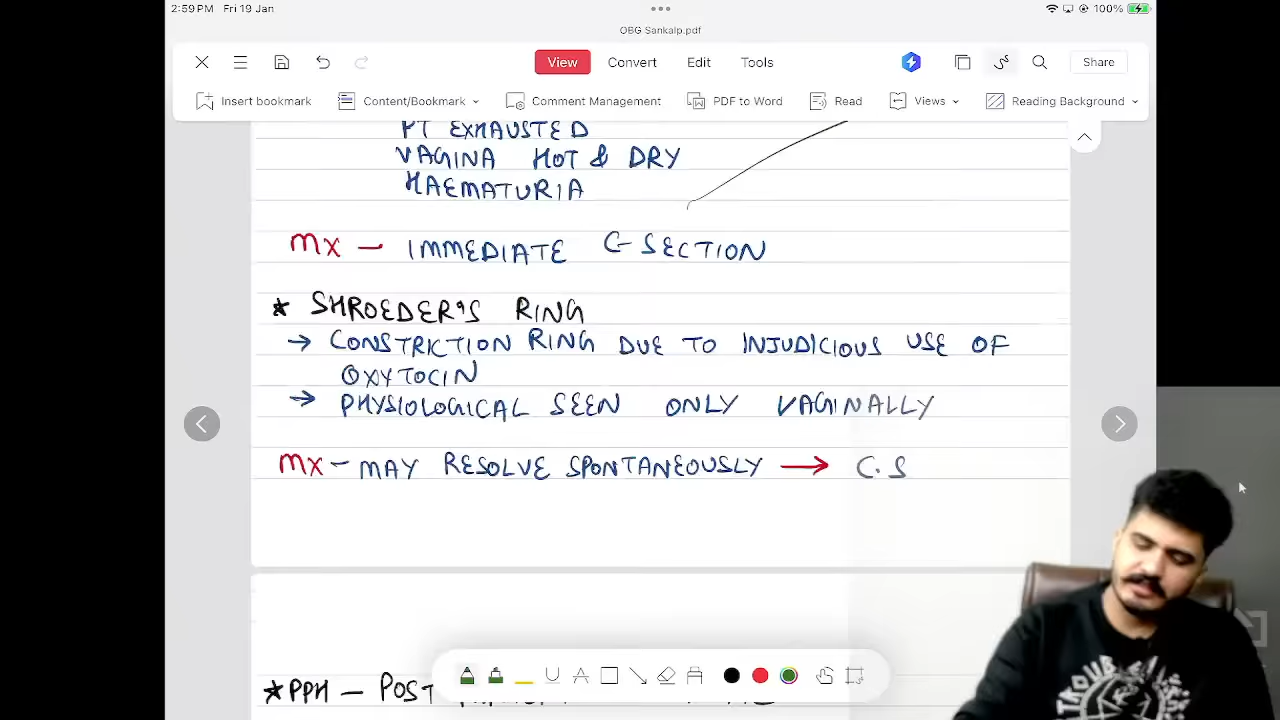 2:59 PM Fri 19 Jan
100%
OBG Sankalp.pdf
View Convert Edit Tools Share
Insert bookmark Content/Bookmark Comment Management PDF to Word Read Views Reading Background
PT EXHAUSTED
VAGINA HOT & DRY
HAEMATURIA
MX - IMMEDIATE C-SECTION
* SHROEDER'S RING
→ CONSTRICTION RING DUE TO INJUDICIOUS USE OF
OXYTOCIN
→ PHYSIOLOGICAL SEEN ONLY VAGINALLY
MX - MAY RESOLVE SPONTANEOUSLY → C.S
* PPH - POST